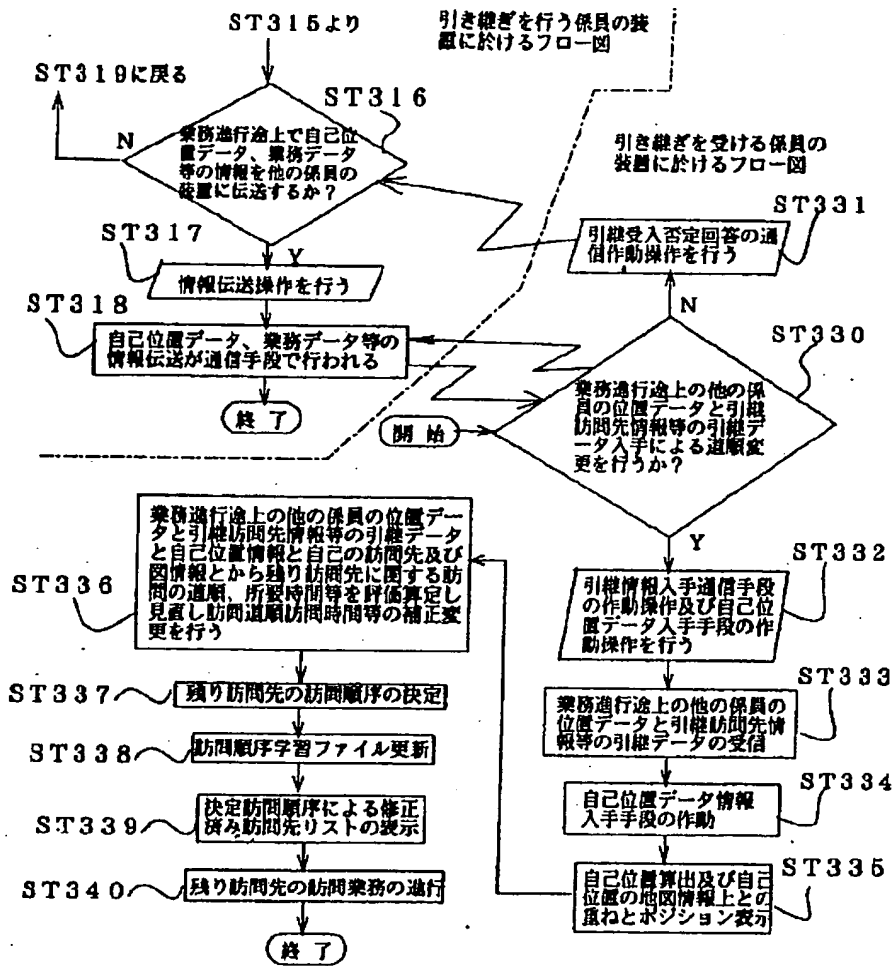 ST315より
引き継ぎを行う係員の装
置に於けるフロー図
ST319に戻る
ST316
N
業務進行途上で自己位
置データ、業務データ
等の情報を他の係員の
装置に伝送するか?
Y
ST317
情報伝送操作を行う
ST318
自己位置データ、業務データ等の
情報伝送が通信手段で行われる
終了
引き継ぎを受ける係員の
装置に於けるフロー図
ST331
引継受入否定回答の通
信作動操作を行う
N
ST330
開始
業務進行途上の他の係
員の位置データと引継
訪問先情報等の引継デ
ータ入手による道順変
更を行うか?
Y
ST332
引継情報入手通信手段
の作動操作及び自己位
置データ入手手段の作
動操作を行う
ST333
業務進行途上の他の係員の
位置データと引継訪問先情
報等の引継データの受信
ST334
自己位置データ情報
入手手段の作動
ST335
自己位置算出及び自己
位置の地図情報上との
重ねとポジション表示
ST336
業務進行途上の他の係員の位置デー
タと引継訪問先情報等の引継データ
と自己位置情報と自己の訪問先及び
図情報とから残り訪問先に関する訪
問の道順、所要時間等を評価算定し
見直し訪問道順訪問時間等の補正変
更を行う
ST337
残り訪問先の訪問順序の決定
ST338
訪問順序学習ファイル更新
ST339
決定訪問順序による修正
済み訪問先リストの表示
ST340
残り訪問先の訪問業務の進行
終了